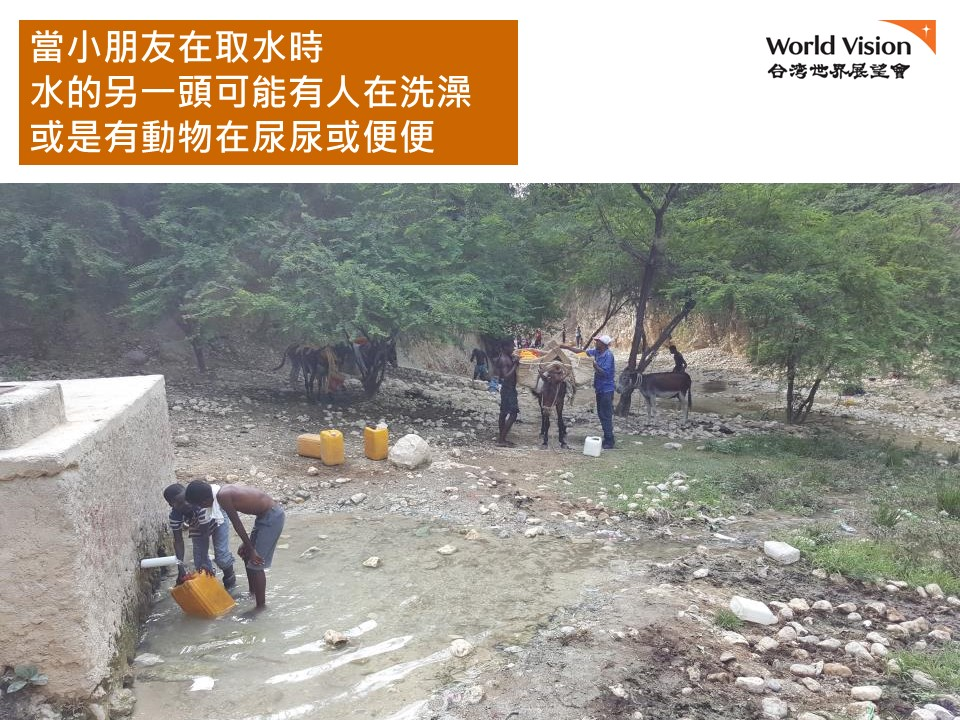 當小朋友在取水時
水的另一頭可能有人在洗澡
或是有動物在尿尿或便便
World Vision
台灣世界展望會